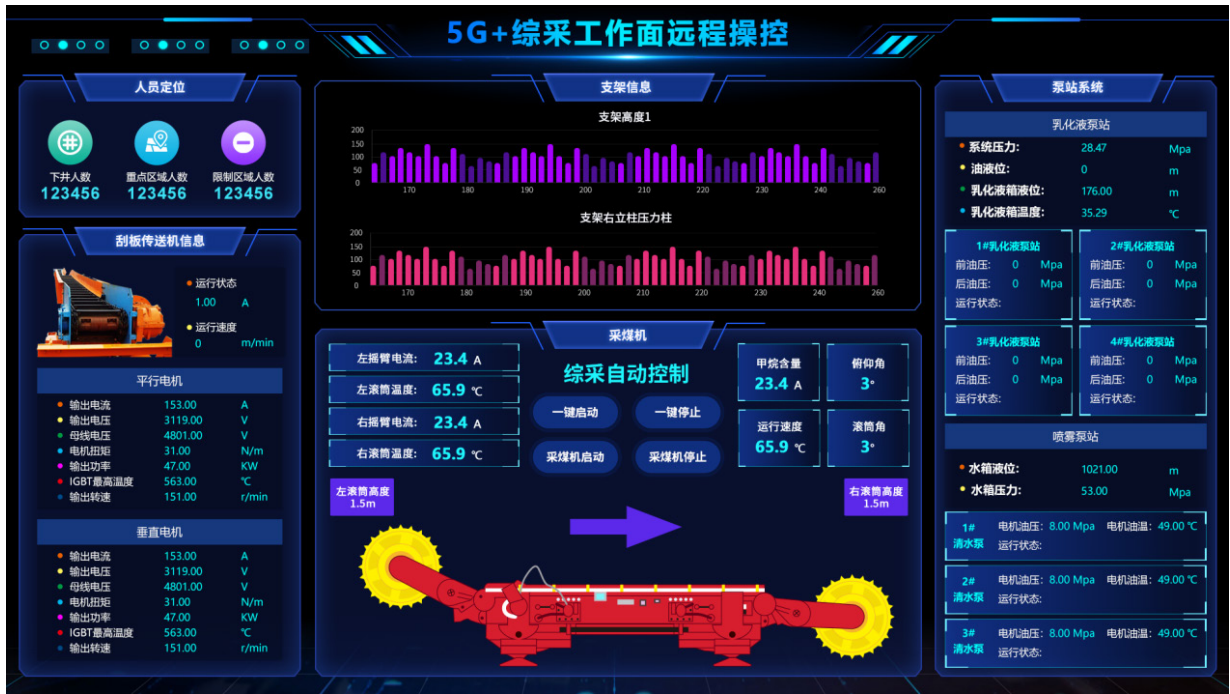 5G+综采工作面远程操控
人员定位
下井人数
123456
重点区域人数
123456
限制区域人数
123456
刮板传送机信息
运行状态
1.00 A
运行速度
0 m/min
平行电机
输出电流 153.00 A
输出电压 3119.00 V
母线电压 4801.00 V
电机扭矩 31.00 N/m
输出功率 47.00 KW
IGBT最高温度 563.00 ℃
输出转速 151.00 r/min
垂直电机
输出电流 153.00 A
输出电压 3119.00 V
母线电压 4801.00 V
电机扭矩 31.00 N/m
输出功率 47.00 KW
IGBT最高温度 563.00 ℃
输出转速 151.00 r/min
支架信息
支架高度1
200
150
100
50
0
170 180 190 200 210 220 230 240 250 260
支架右立柱压力柱
200
150
100
50
0
170 180 190 200 210 220 230 240 250 260
采煤机
左摇臂电流: 23.4 A
左滚筒温度: 65.9 ℃
右摇臂电流: 23.4 A
右滚筒温度: 65.9 ℃
综采自动控制
一键启动 一键停止
采煤机启动 采煤机停止
甲烷含量
23.4 A
俯仰角
3°
运行速度
65.9 ℃
滚筒角
3°
左滚筒高度
1.5m
右滚筒高度
1.5m
泵站系统
乳化液泵站
系统压力: 28.47 Mpa
油液位: 0 m
乳化液箱液位: 176.00 m
乳化液箱温度: 35.29 ℃
1#乳化液泵站
前油压: 0 Mpa
后油压: 0 Mpa
运行状态:
2#乳化液泵站
前油压: 0 Mpa
后油压: 0 Mpa
运行状态:
3#乳化液泵站
前油压: 0 Mpa
后油压: 0 Mpa
运行状态:
4#乳化液泵站
前油压: 0 Mpa
后油压: 0 Mpa
运行状态:
喷雾泵站
水箱液位: 1021.00 m
水箱压力: 53.00 Mpa
1#
清水泵
电机油压: 8.00 Mpa 电机油温: 49.00 ℃
运行状态:
2#
清水泵
电机油压: 8.00 Mpa 电机油温: 49.00 ℃
运行状态:
3#
清水泵
电机油压: 8.00 Mpa 电机油温: 49.00 ℃
运行状态: